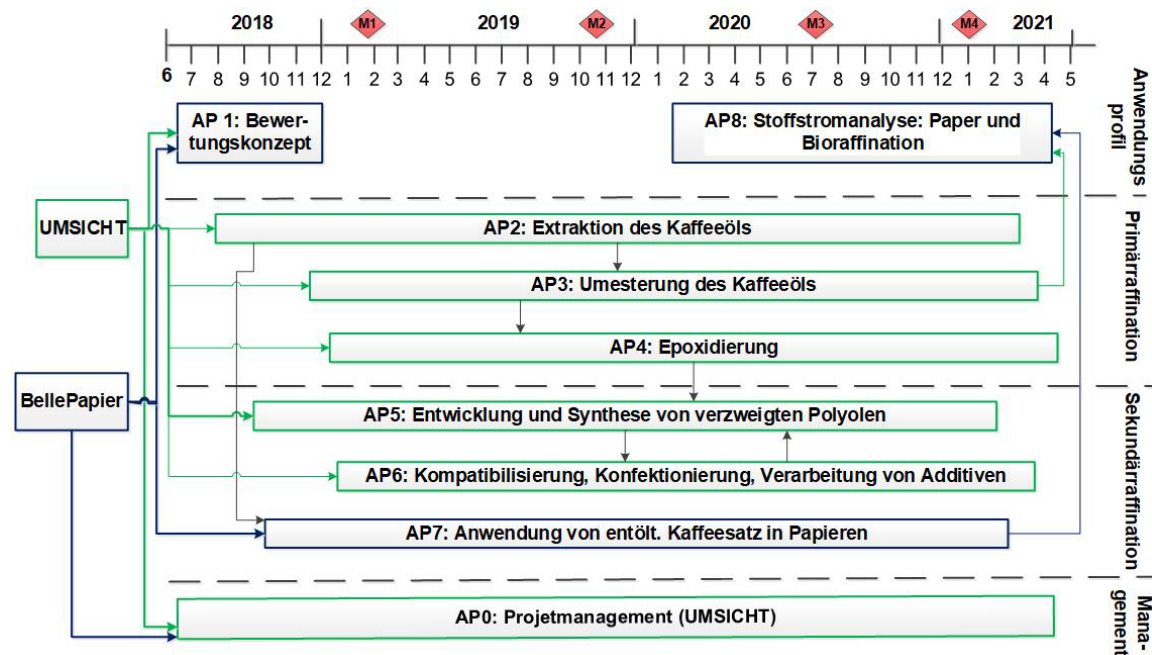 2018 M1 2019 M2 2020 M3 M4 2021
6 7 8 9 10 11 12 1 2 3 4 5 6 7 8 9 10 11 12 1 2 3 4 5 6 7 8 9 10 11 12 1 2 3 4 5
AP 1: Bewer-
tungskonzept
AP8: Stoffstromanalyse: Paper und
Bioraffination
Anwendungs
profil
UMSICHT
AP2: Extraktion des Kaffeeöls
AP3: Umesterung des Kaffeeöls
AP4: Epoxidierung
Primärraffination
BellePapier
AP5: Entwicklung und Synthese von verzweigten Polyolen
AP6: Kompatibilisierung, Konfektionierung, Verarbeitung von Additiven
AP7: Anwendung von entölt. Kaffeesatz in Papieren
Sekundärraffination
AP0: Projetmanagement (UMSICHT)
Mana-
gement